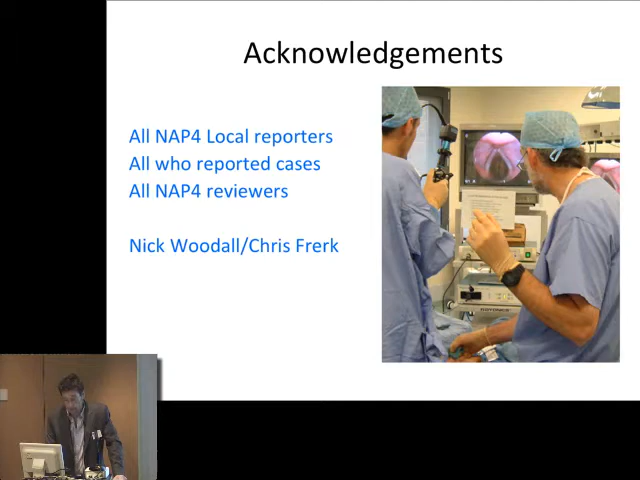 Acknowledgements
All NAP4 Local reporters
All who reported cases
All NAP4 reviewers
Nick Woodall/Chris Frerk